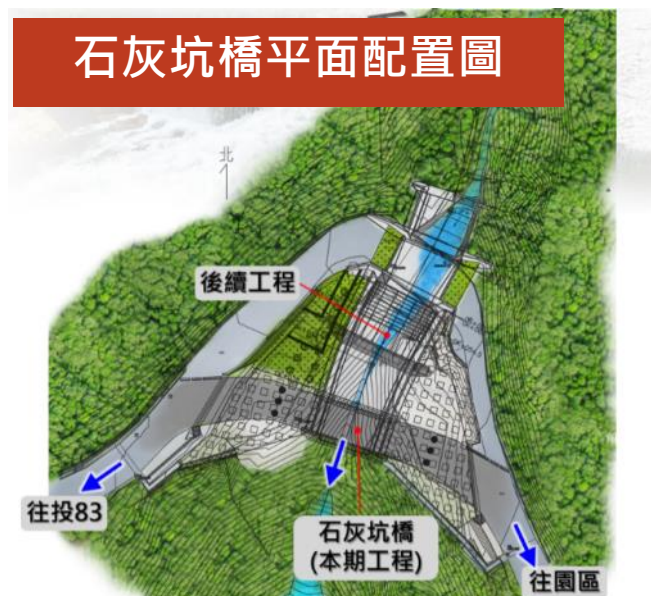 石灰坑橋平面配置圖
北
後續工程
往投83
石灰坑橋
(本期工程)
往園區